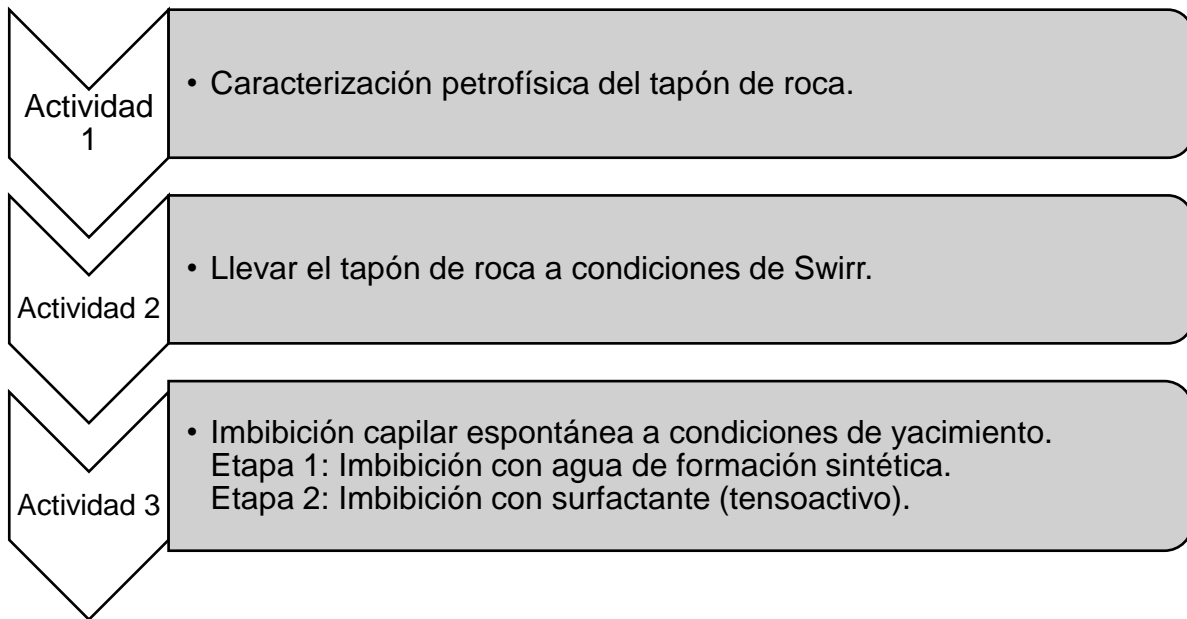 Actividad
1
• Caracterización petrofísica del tapón de roca.
Actividad 2
• Llevar el tapón de roca a condiciones de Swirr.
Actividad 3
• Imbibición capilar espontánea a condiciones de yacimiento.
Etapa 1: Imbibición con agua de formación sintética.
Etapa 2: Imbibición con surfactante (tensoactivo).